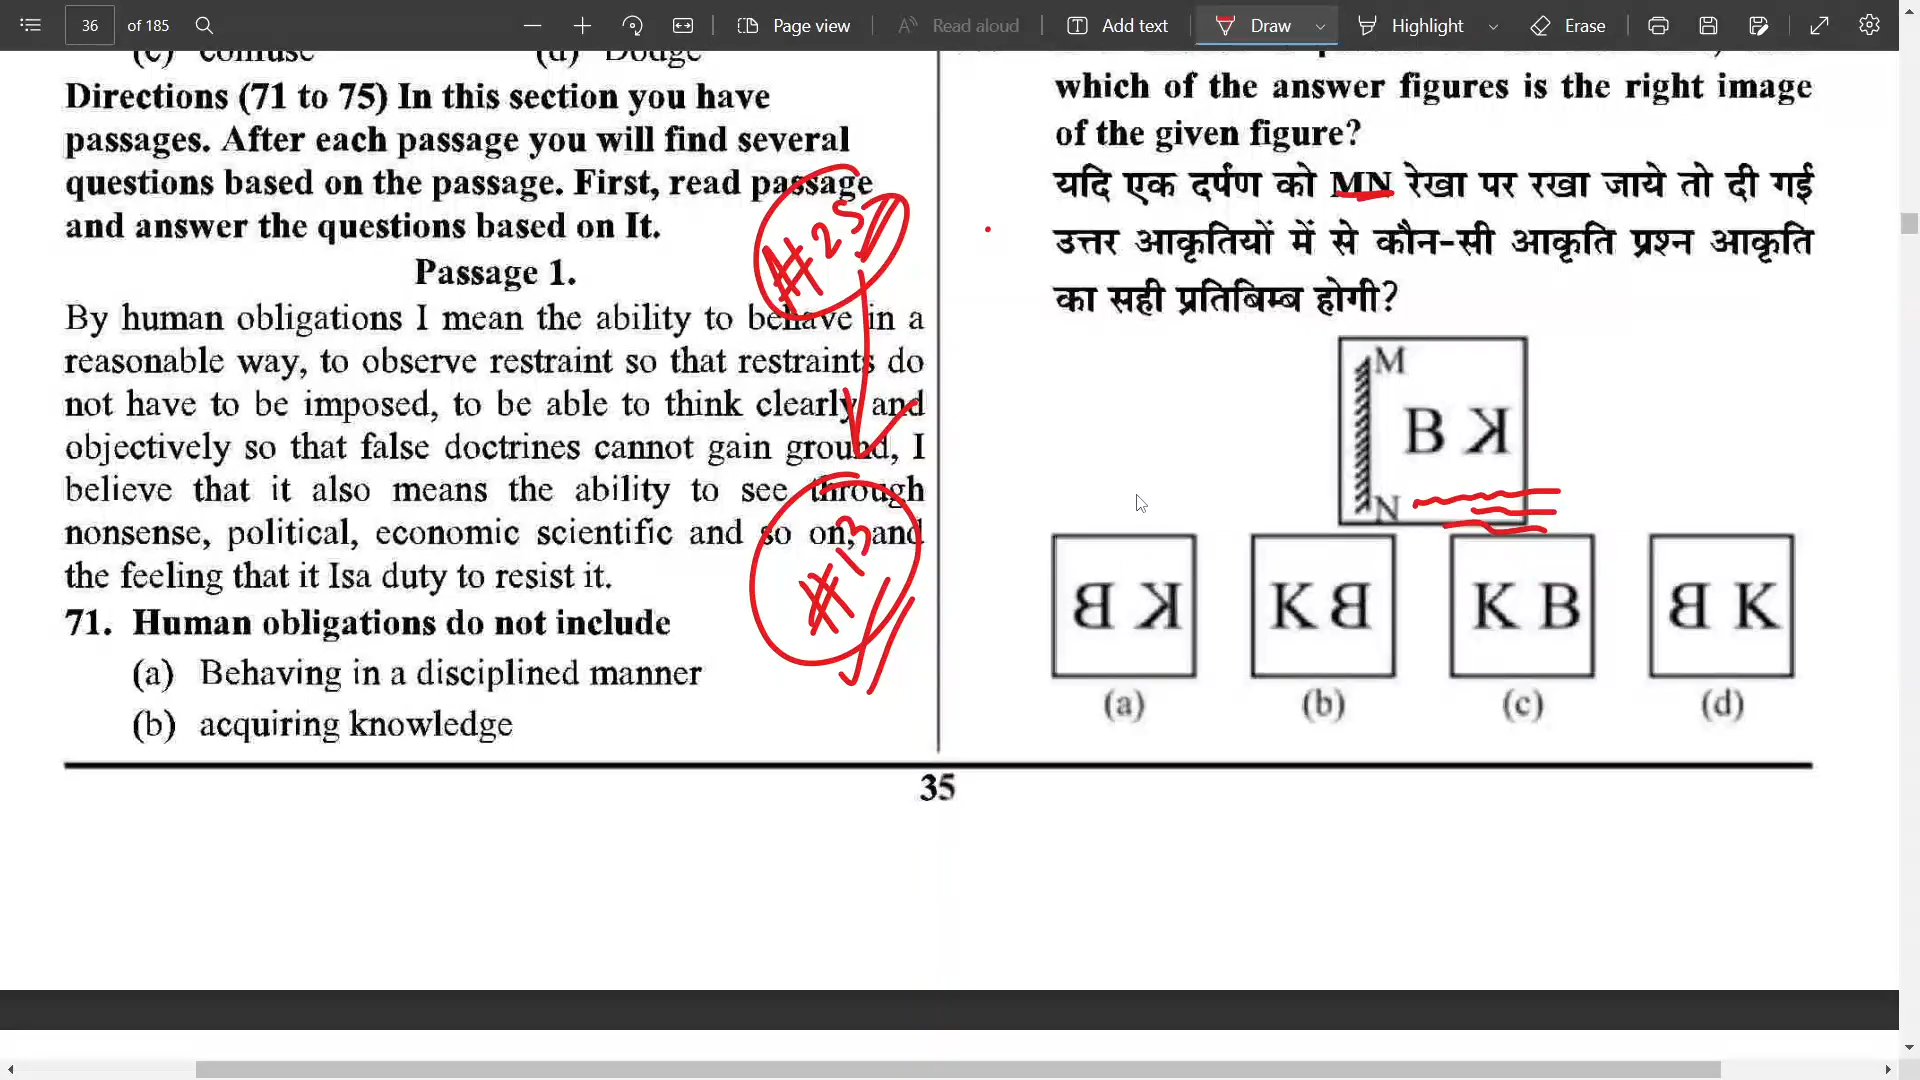 36 of 185 Page view Read aloud Add text Draw Highlight Erase
(c) confuse (d) Dodge
Directions (71 to 75) In this section you have
passages. After each passage you will find several
questions based on the passage. First, read passage
and answer the questions based on It.
Passage 1.
By human obligations I mean the ability to behave in a
reasonable way, to observe restraint so that restraints do
not have to be imposed, to be able to think clearly and
objectively so that false doctrines cannot gain ground, I
believe that it also means the ability to see through
nonsense, political, economic scientific and so on, and
the feeling that it Isa duty to resist it.
71. Human obligations do not include
(a) Behaving in a disciplined manner
(b) acquiring knowledge
#25
#13
which of the answer figures is the right image
of the given figure?
यदि एक दर्पण को MN रेखा पर रखा जाये तो दी गई
उत्तर आकृतियों में से कौन-सी आकृति प्रश्न आकृति
का सही प्रतिबिम्ब होगी?
M
B K
N
B K K B K B B K
(a) (b) (c) (d)
35